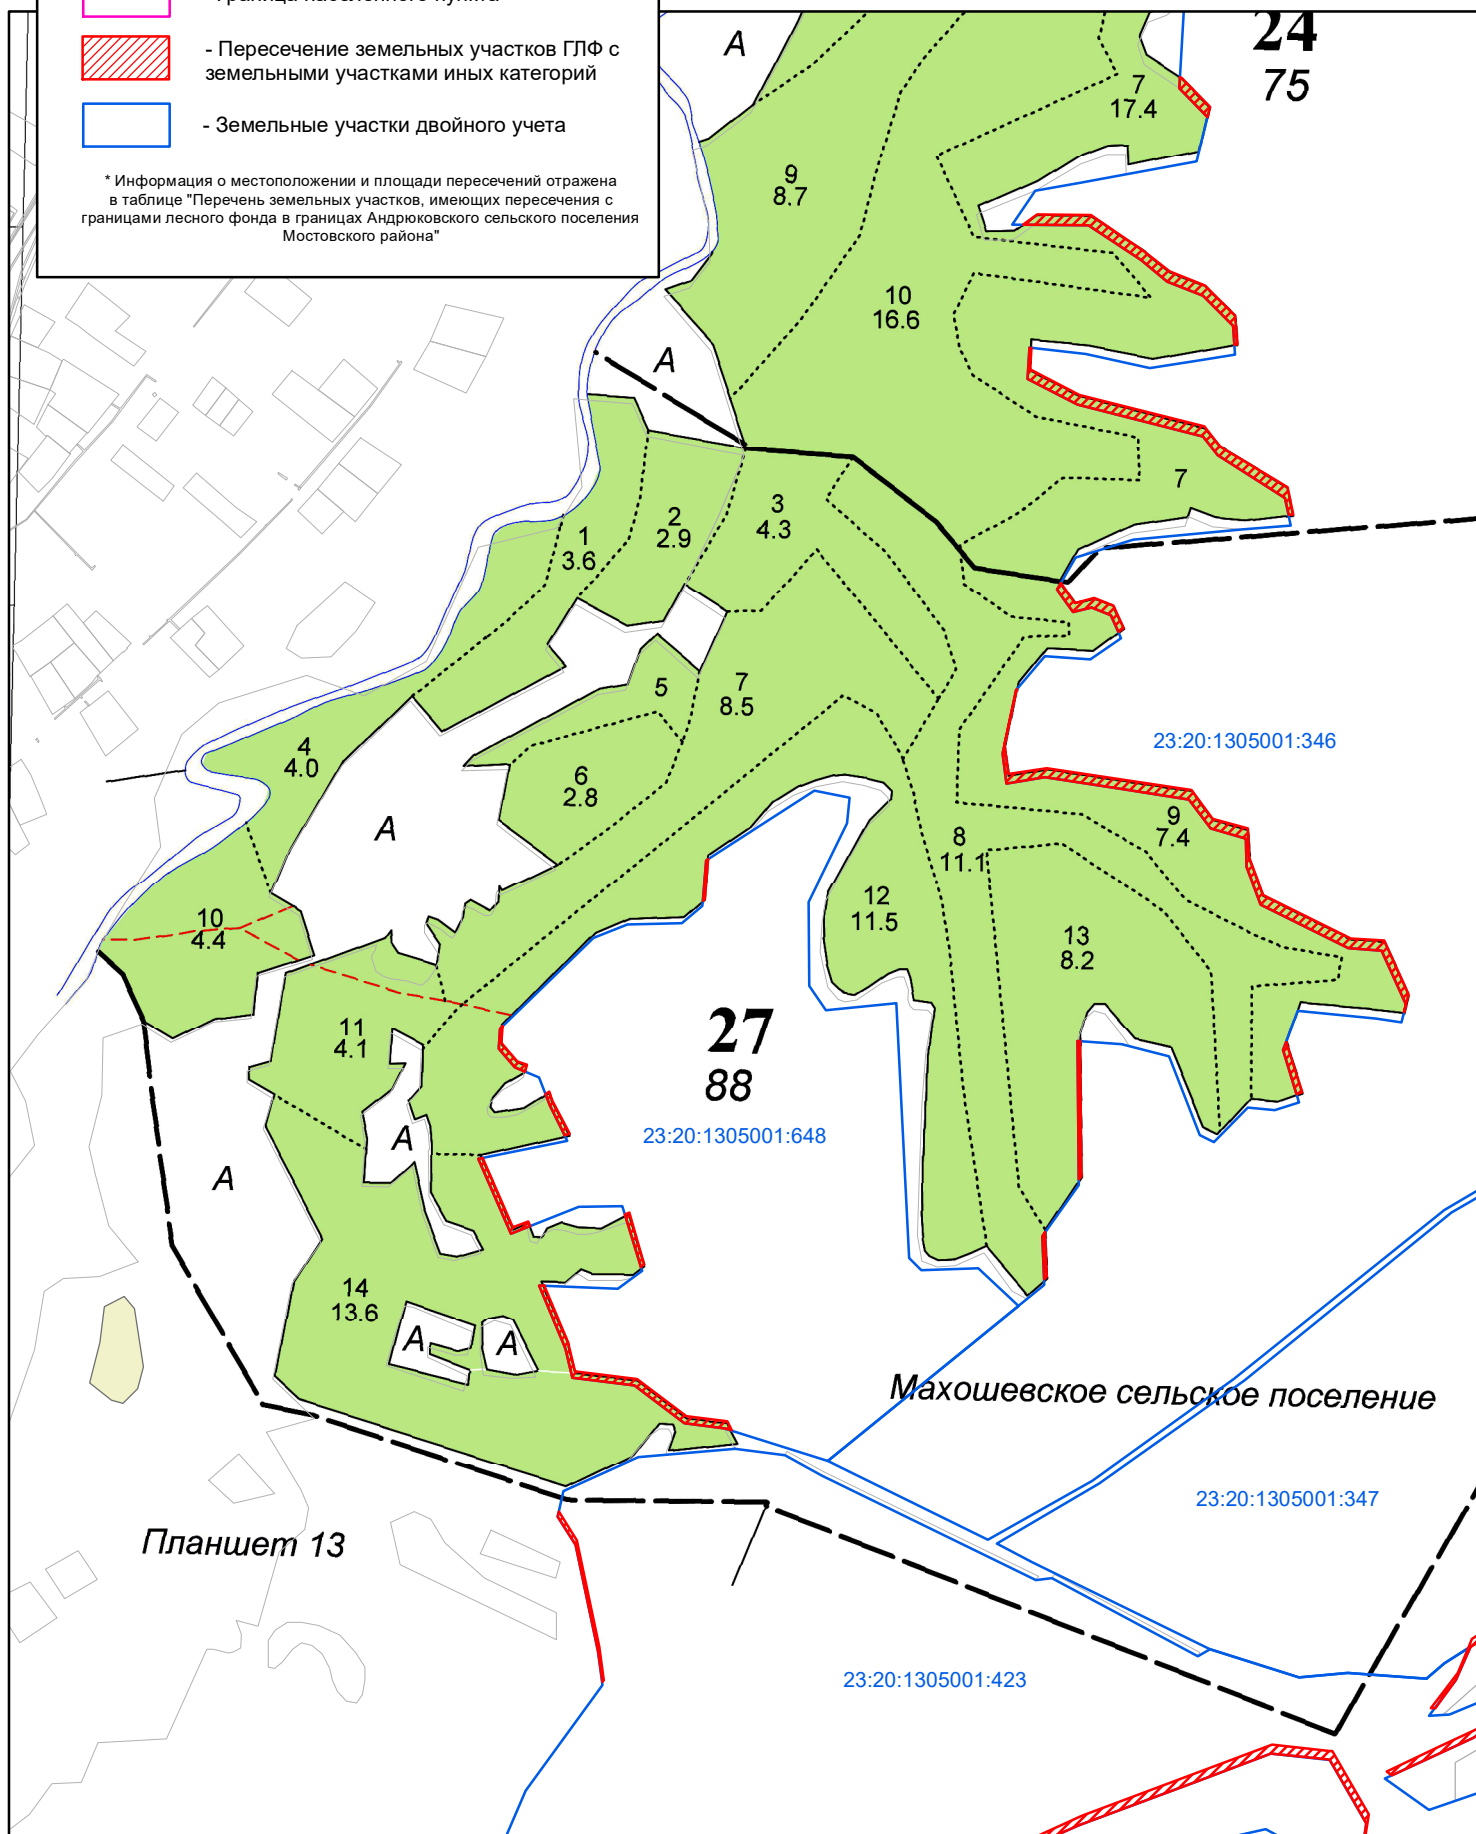 - Пересечение земельных участков ГЛФ с
земельными участками иных категорий
- Земельные участки двойного учета
* Информация о местоположении и площади пересечений отражена
в таблице "Перечень земельных участков, имеющих пересечения с
границами лесного фонда в границах Андрюковского сельского поселения
Мостовского района"
А
24
75
7
17.4
9
8.7
10
16.6
А
7
3
4.3
2
2.9
1
3.6
5
7
8.5
4
4.0
6
2.8
23:20:1305001:346
А
9
7.4
8
11.1
12
11.5
10
4.4
13
8.2
11
4.1
27
88
23:20:1305001:648
А
А
14
13.6
А
А
Махошевское сельское поселение
23:20:1305001:347
Планшет 13
23:20:1305001:423